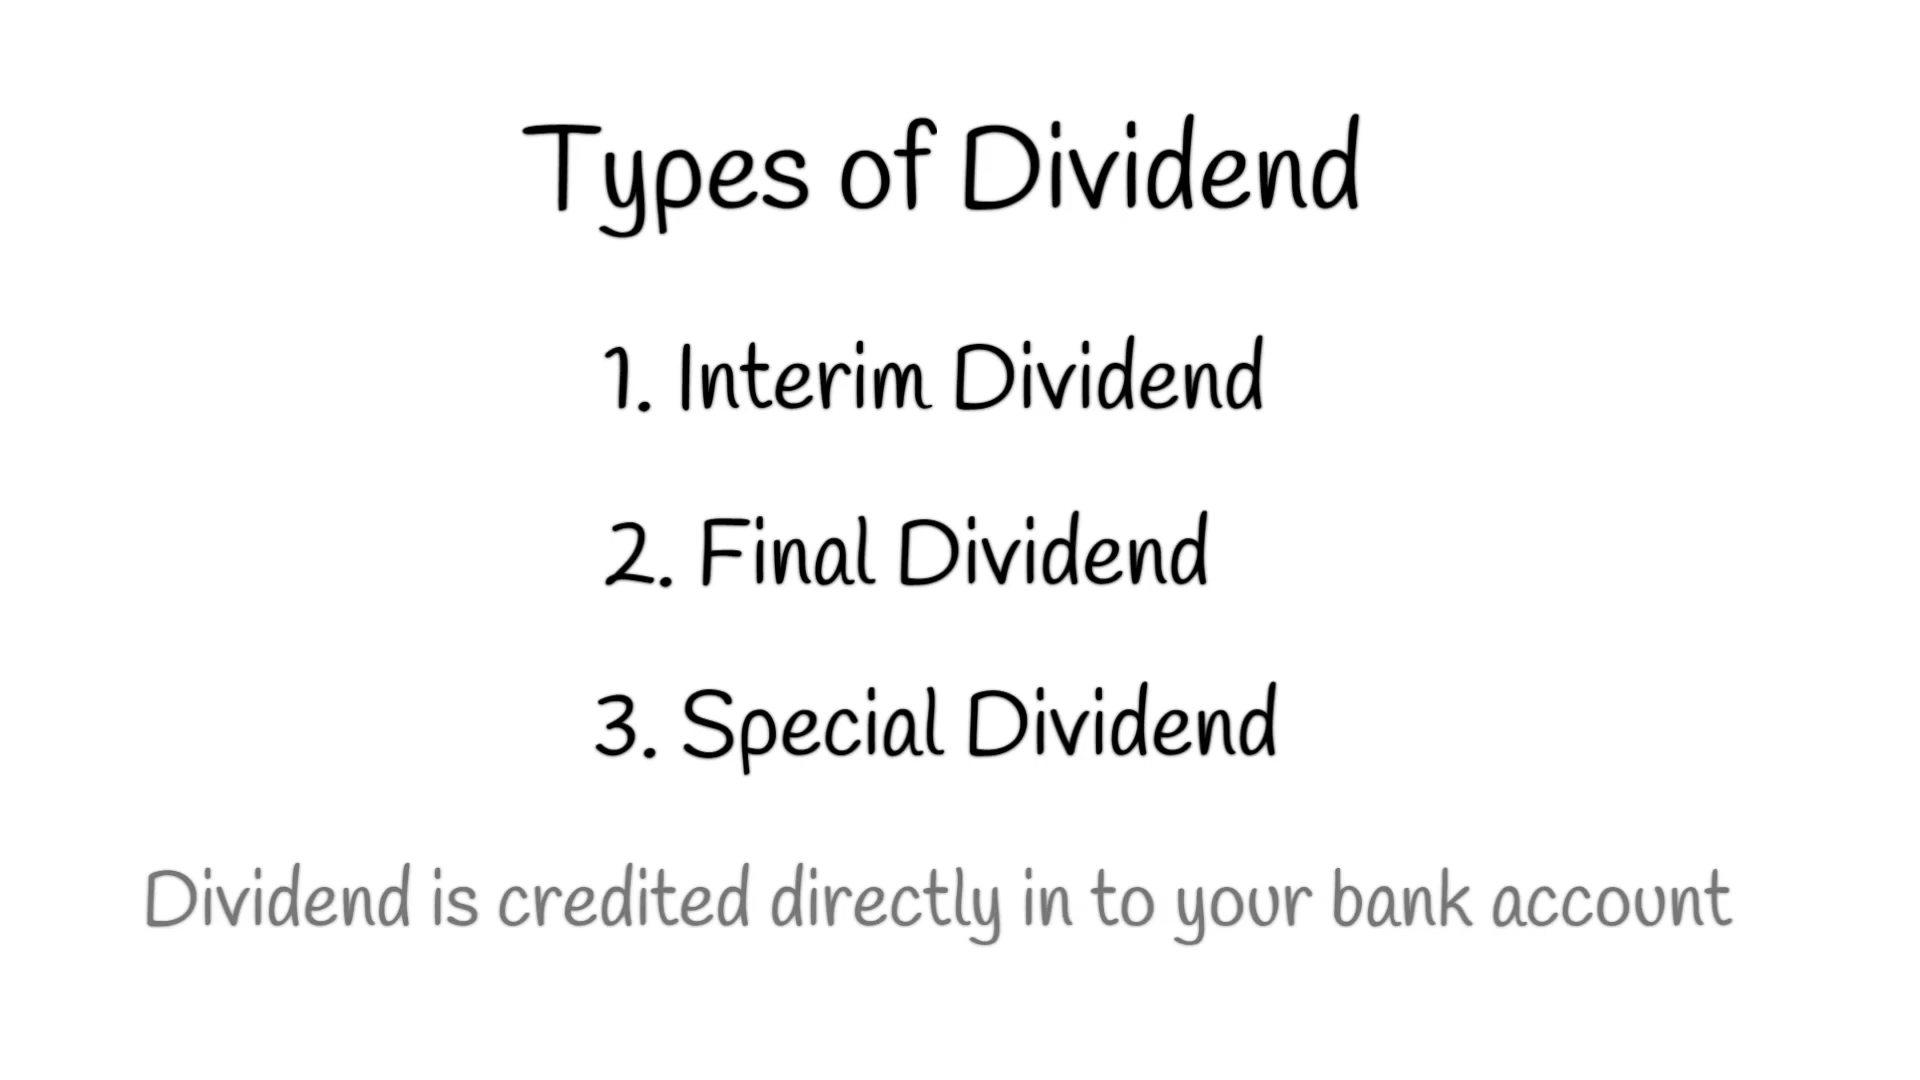 Types of Dividend
1. Interim Dividend
2. Final Dividend
3. Special Dividend
Dividend is credited directly in to your bank account